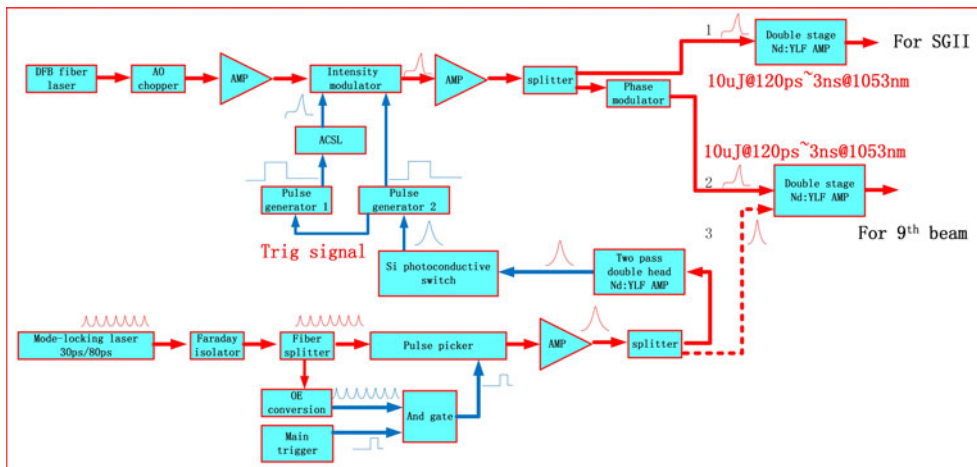 1
Double stage
Nd:YLF AMP
For SGII
DFB fiber
laser
AO
chopper
AMP
Intensity
modulator
AMP
splitter
Phase
modulator
10uJ@120ps~3ns@1053nm
ACSL
10uJ@120ps~3ns@1053nm
2
Double stage
Nd:YLF AMP
Pulse
generator 1
Pulse
generator 2
For 9th beam
Trig signal
3
Si photoconductive
switch
Two pass
double head
Nd:YLF AMP
Mode-locking laser
30ps/80ps
Faraday
isolator
Fiber
splitter
Pulse picker
AMP
splitter
OE
conversion
And gate
Main
trigger